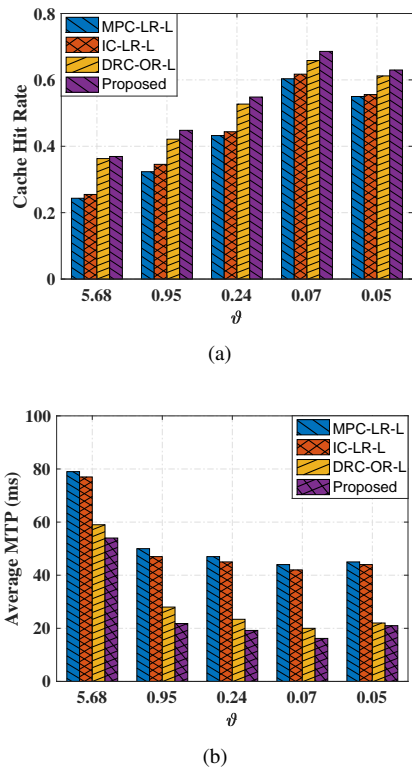 0.8
MPC-LR-L
IC-LR-L
DRC-OR-L
Proposed
0.6
0.4
0.2
0
Cache Hit Rate
5.68 0.95 0.24 0.07 0.05
ϑ
(a)
100
MPC-LR-L
IC-LR-L
DRC-OR-L
Proposed
80
60
40
20
0
Average MTP (ms)
5.68 0.95 0.24 0.07 0.05
ϑ
(b)